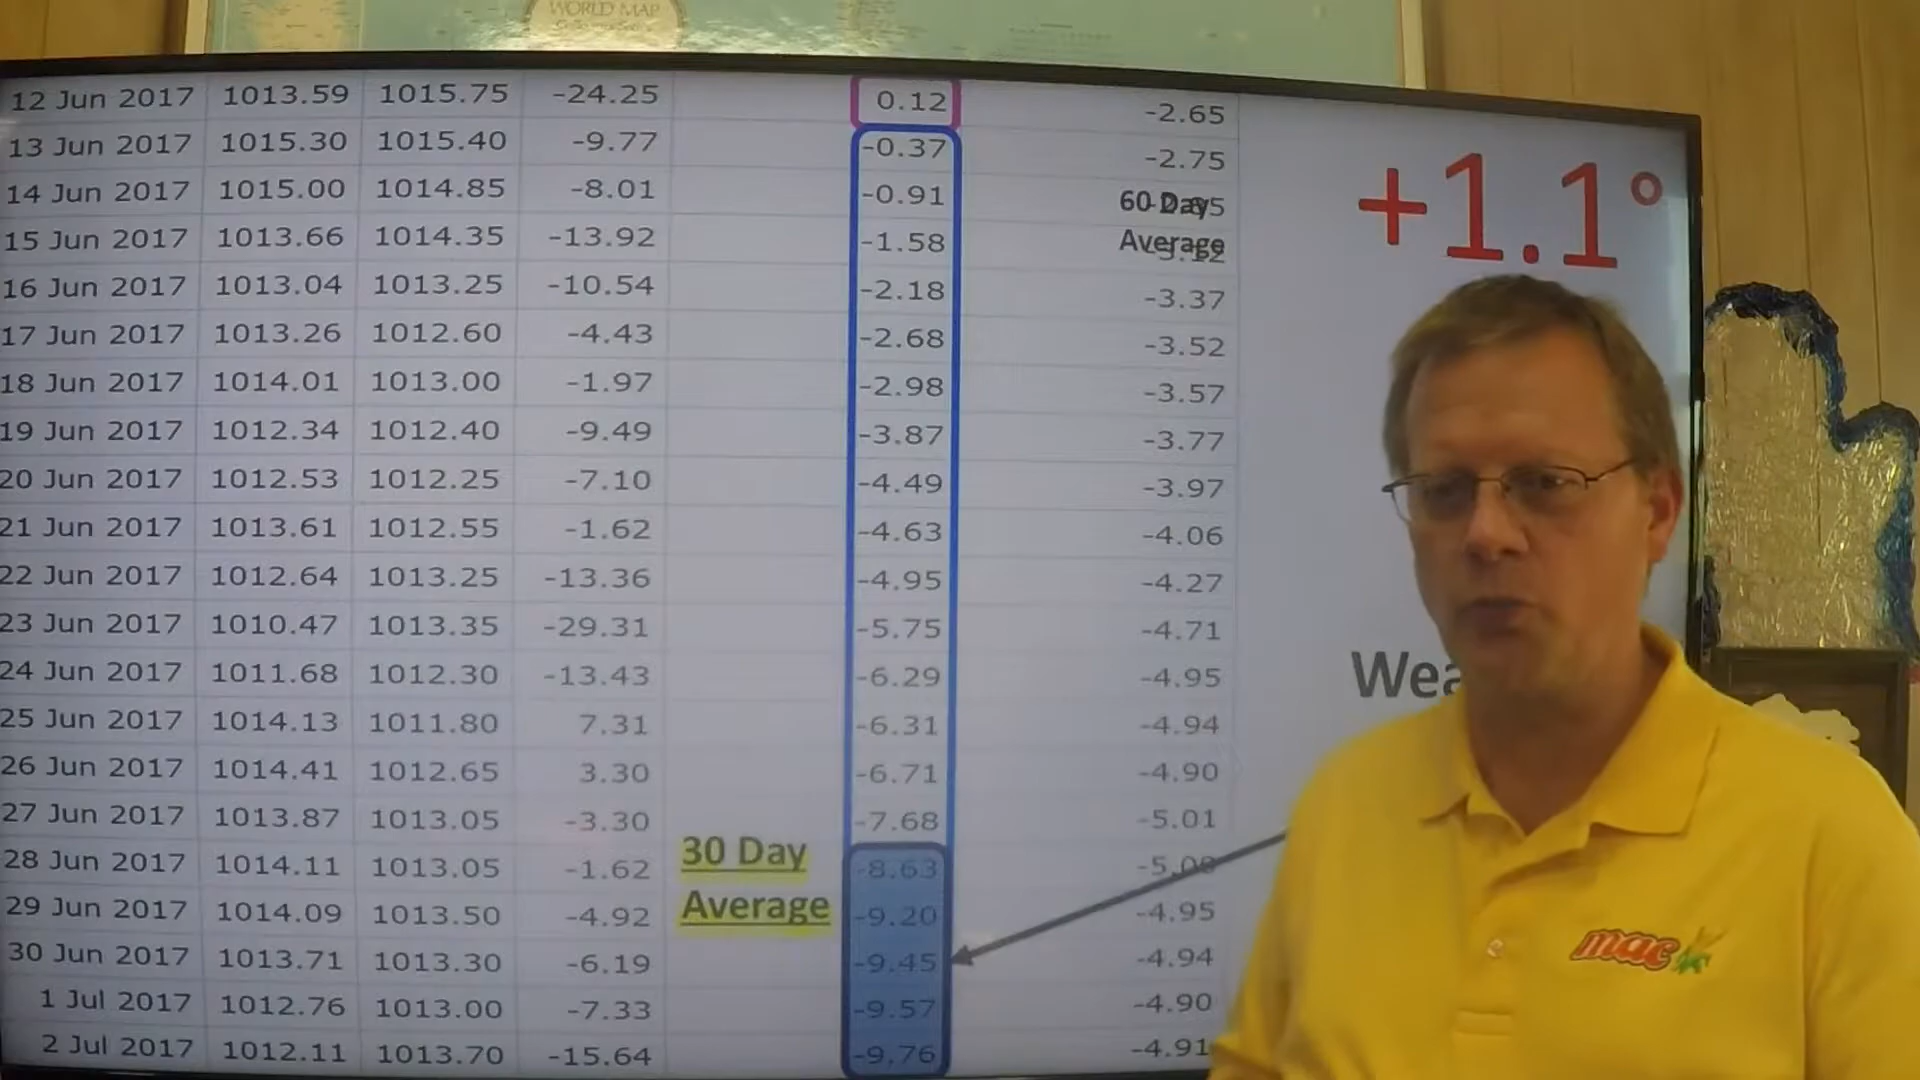 WORLD MAP
12 Jun 2017 1013.59 1015.75 -24.25 0.12 -2.65
13 Jun 2017 1015.30 1015.40 -9.77 -0.37 -2.75
+1.1°
14 Jun 2017 1015.00 1014.85 -8.01 -0.91
60 Day
15 Jun 2017 1013.66 1014.35 -13.92 -1.58
Average
16 Jun 2017 1013.04 1013.25 -10.54 -2.18 -3.37
17 Jun 2017 1013.26 1012.60 -4.43 -2.68 -3.52
18 Jun 2017 1014.01 1013.00 -1.97 -2.98 -3.57
19 Jun 2017 1012.34 1012.40 -9.49 -3.87 -3.77
20 Jun 2017 1012.53 1012.25 -7.10 -4.49 -3.97
21 Jun 2017 1013.61 1012.55 -1.62 -4.63 -4.06
22 Jun 2017 1012.64 1013.25 -13.36 -4.95 -4.27
23 Jun 2017 1010.47 1013.35 -29.31 -5.75 -4.71
24 Jun 2017 1011.68 1012.30 -13.43 -6.29 -4.95
Wea
25 Jun 2017 1014.13 1011.80 7.31 -6.31 -4.94
26 Jun 2017 1014.41 1012.65 3.30 -6.71 -4.90
27 Jun 2017 1013.87 1013.05 -3.30 -7.68 -5.01
28 Jun 2017 1014.11 1013.05 -1.62 30 Day -8.63
29 Jun 2017 1014.09 1013.50 -4.92 Average -9.20 -4.95
30 Jun 2017 1013.71 1013.30 -6.19 -9.45 -4.94
1 Jul 2017 1012.76 1013.00 -7.33 -9.57 -4.90
2 Jul 2017 1012.11 1013.70 -15.64 -9.76 -4.91
mac